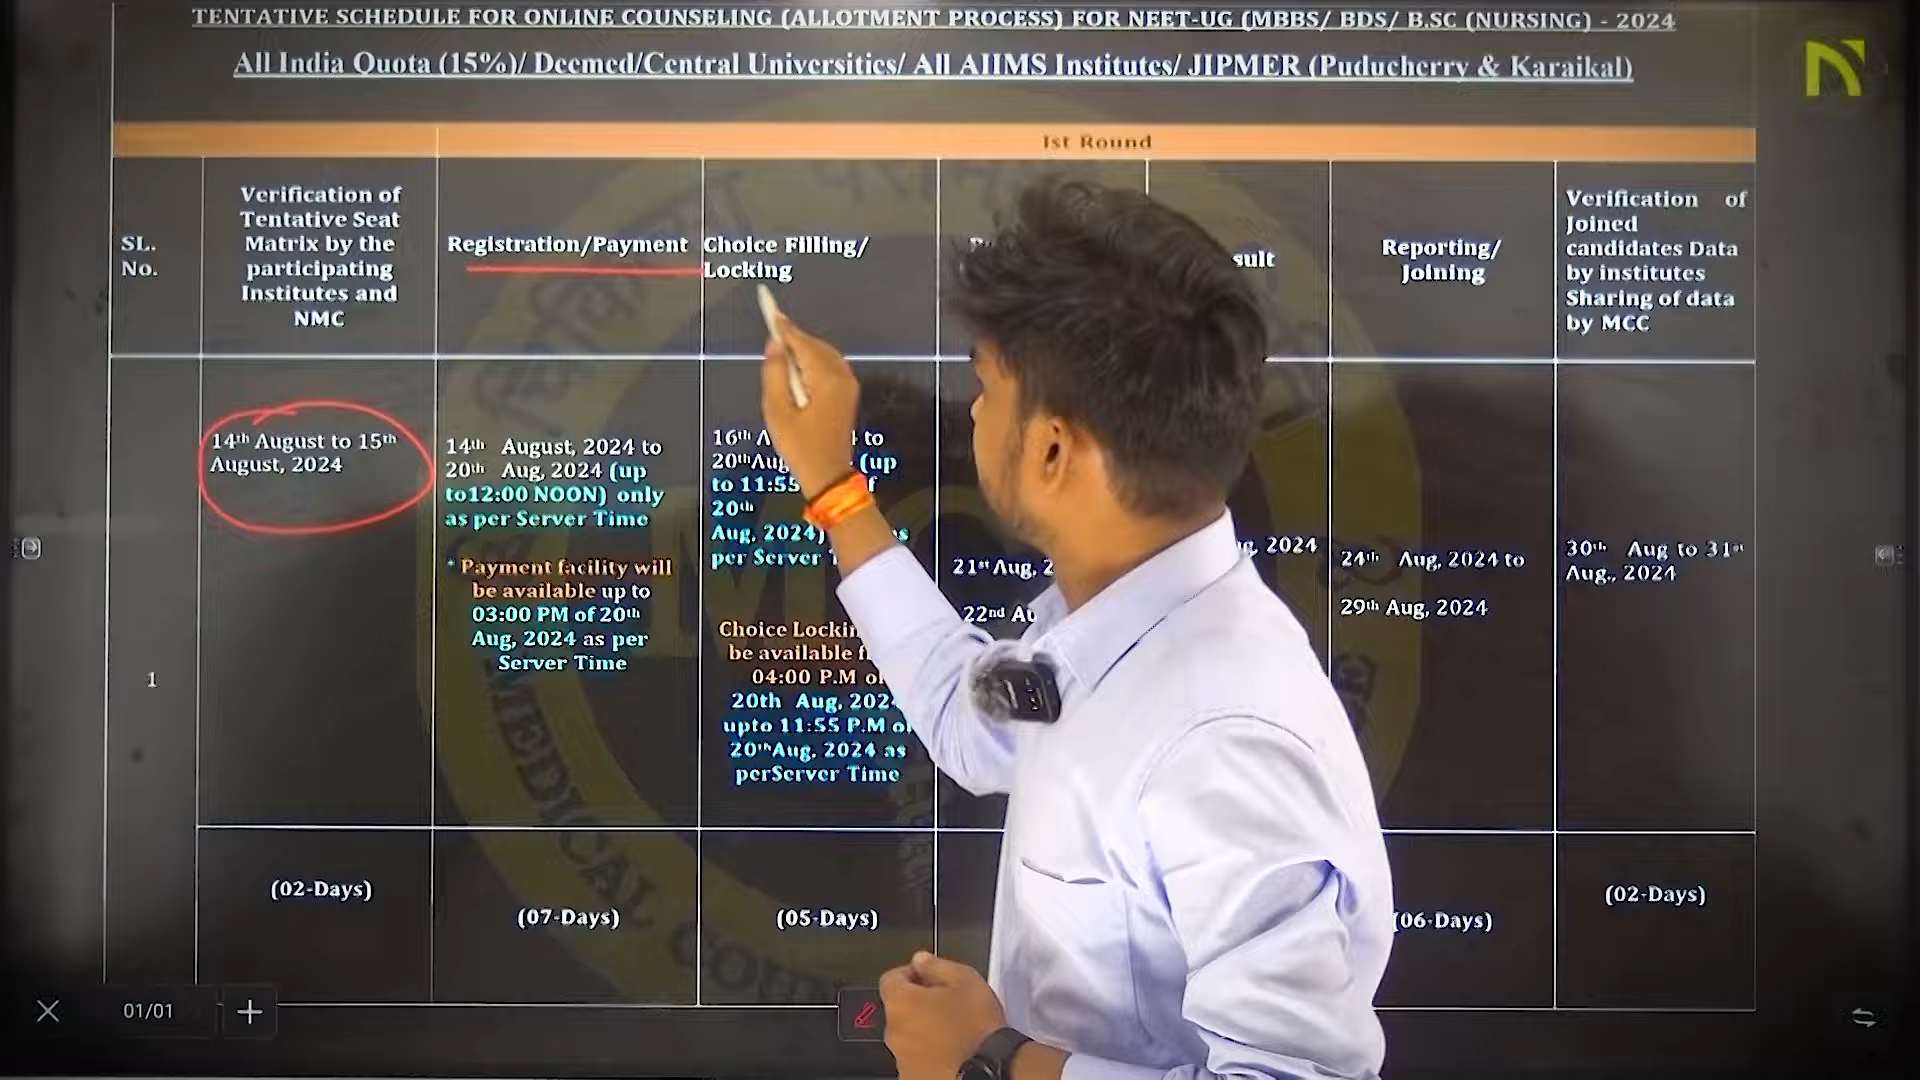 TENTATIVE SCHEDULE FOR ONLINE COUNSELING (ALLOTMENT PROCESS) FOR NEET-UG (MBBS/ BDS/ B.SC (NURSING) - 2024
All India Quota (15%)/ Deemed/Central Universities/ All AIIMS Institutes/ JIPMER (Puducherry & Karaikal)
1st Round
SL.
No.
Verification of
Tentative Seat
Matrix by the
participating
Institutes and
NMC
Registration/Payment
Choice Filling/
Locking
Reporting/
Joining
Verification of
Joined
candidates Data
by institutes
Sharing of data
by MCC
1
14th August to 15th
August, 2024
14th August, 2024 to
20th Aug, 2024 (up
to12:00 NOON) only
as per Server Time
* Payment facility will
be available up to
03:00 PM of 20th
Aug, 2024 as per
Server Time
16th to
20thAug (up
to 11:55
20th
Aug, 2024)
per Server
Choice
be available
04:00 P.M
20th Aug, 2024
upto 11:55 P.M
20thAug, 2024 as
perServer Time
21st Aug,
22nd
2024
24th Aug, 2024 to
29th Aug, 2024
30th Aug to 31st
Aug., 2024
(02-Days)
(07-Days)
(05-Days)
(06-Days)
(02-Days)
MEDICAL
01/01